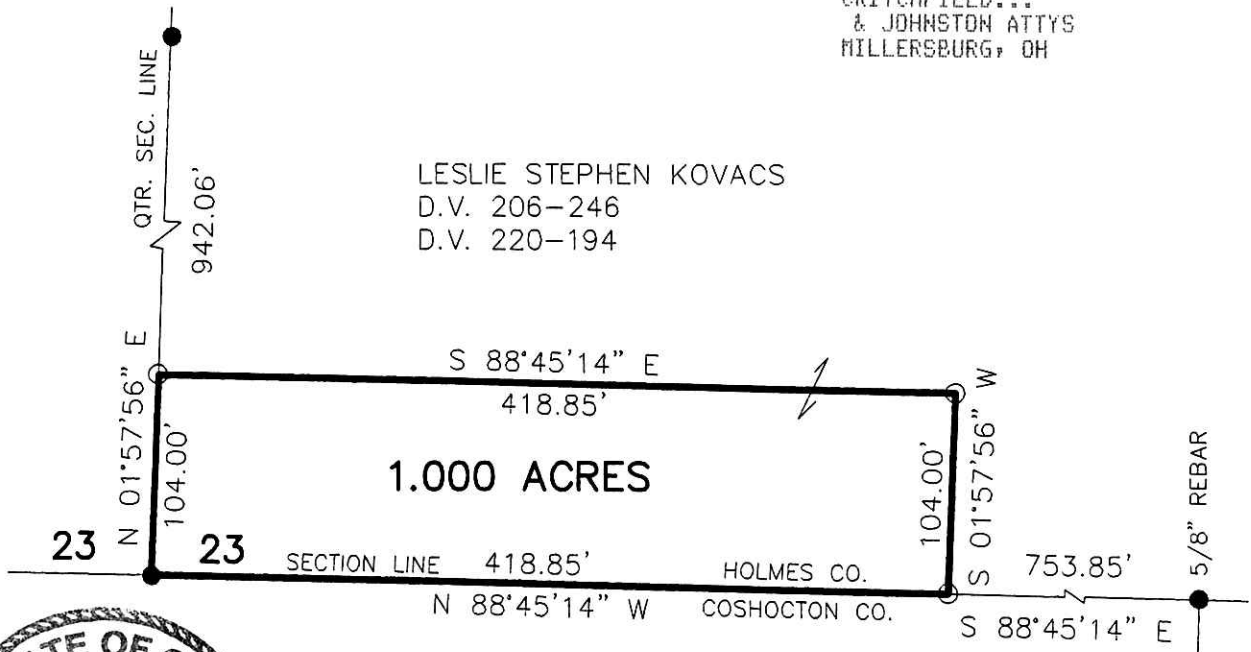 & JOHNSTON ATTYS
MILLERSBURG, OH
QTR. SEC. LINE
942.06'
LESLIE STEPHEN KOVACS
D.V. 206-246
D.V. 220-194
N 01°57'56" E
104.00'
S 88°45'14" E
418.85'
1.000 ACRES
104.00'
S 01°57'56" W
5/8" REBAR
23
23
SECTION LINE 418.85' HOLMES CO.
N 88°45'14" W COSHOCTON CO.
753.85'
S 88°45'14" E